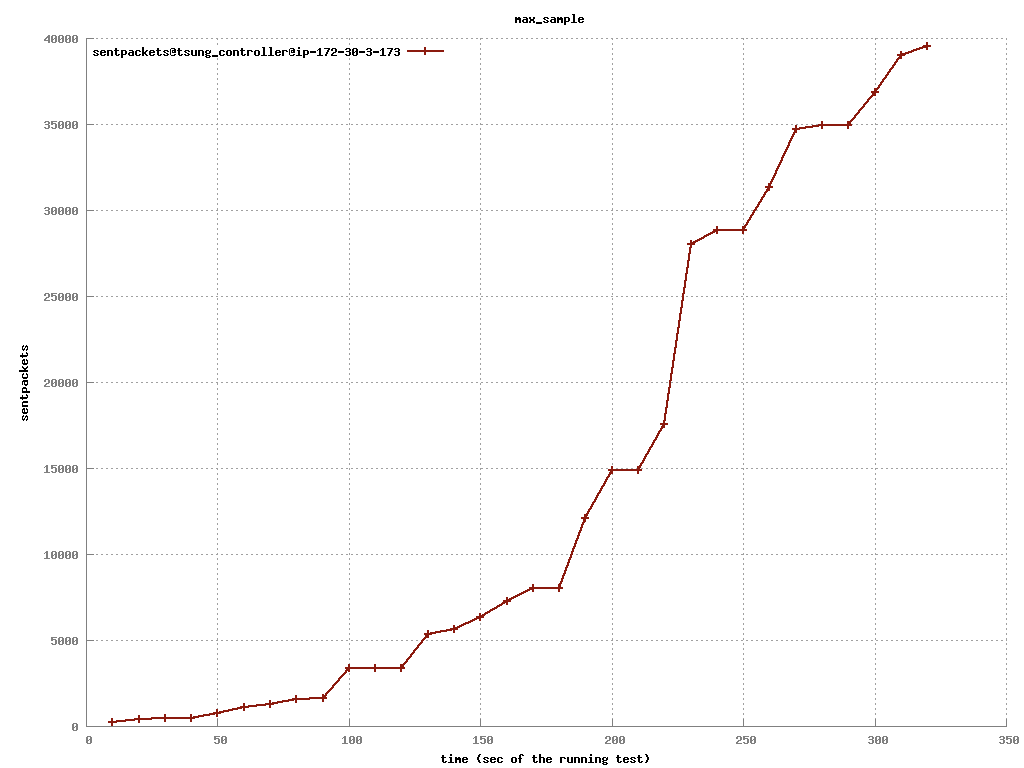 max_sample
sentpackets@tsung_controller@ip-172-30-3-173
40000
35000
30000
25000
20000
15000
10000
5000
0
sentpackets
0 50 100 150 200 250 300 350
time (sec of the running test)